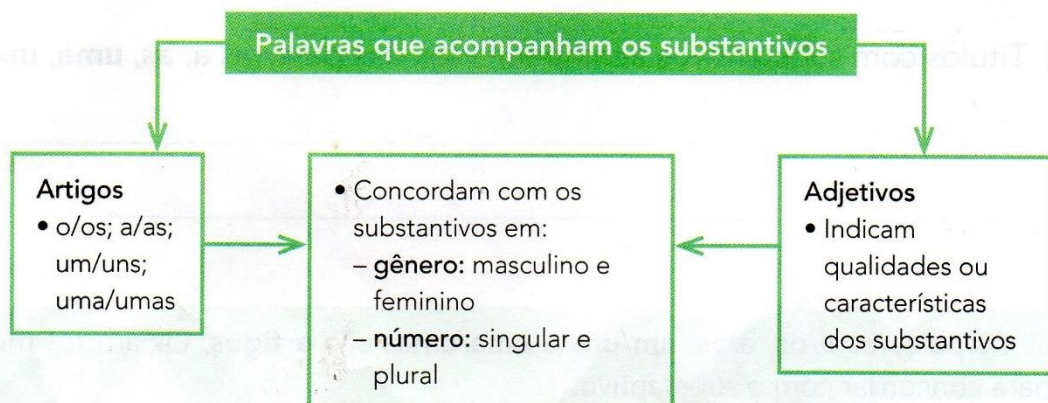 Palavras que acompanham os substantivos
Artigos
• o/os; a/as;
um/uns;
uma/umas
• Concordam com os
substantivos em:
– gênero: masculino e
feminino
– número: singular e
plural
Adjetivos
• Indicam
qualidades ou
características
dos substantivos